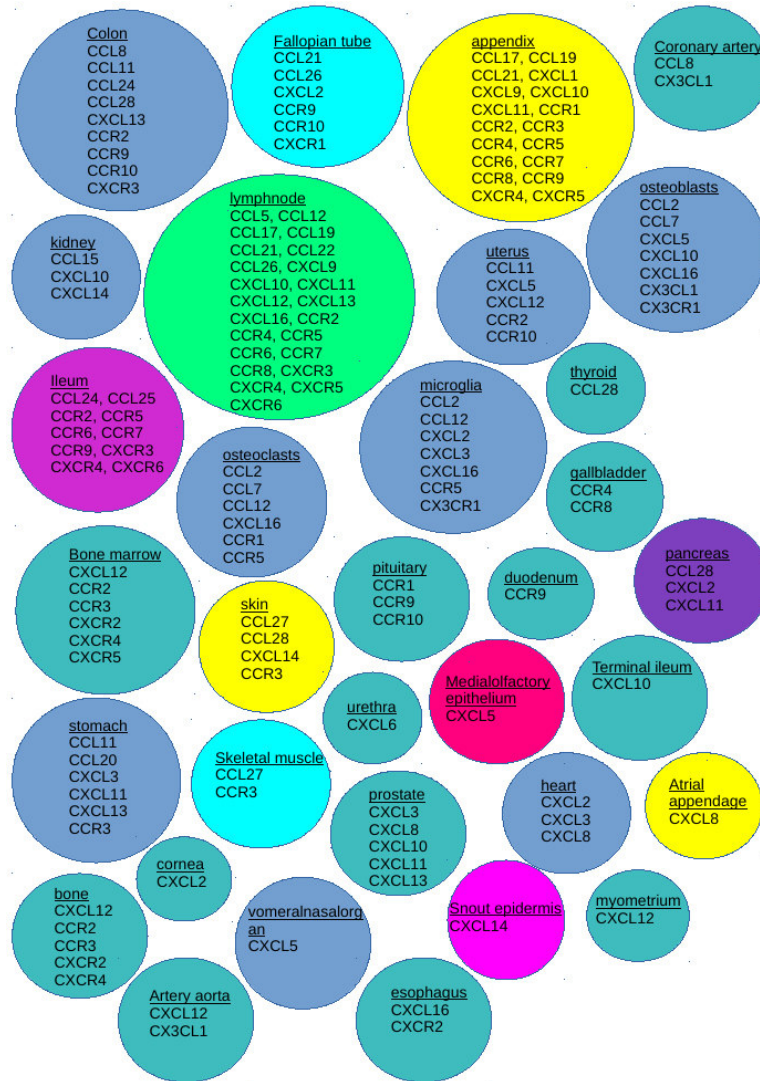 Colon
CCL8
CCL11
CCL24
CCL28
CXCL13
CCR2
CCR9
CCR10
CXCR3
Fallopian tube
CCL21
CCL26
CXCL2
CCR9
CCR10
CXCR1
appendix
CCL17, CCL19
CCL21, CXCL1
CXCL9, CXCL10
CXCL11, CCR1
CCR2, CCR3
CCR4, CCR5
CCR6, CCR7
CCR8, CCR9
CXCR4, CXCR5
Coronary artery
CCL8
CX3CL1
kidney
CCL15
CXCL10
CXCL14
lymphnode
CCL5, CCL12
CCL17, CCL19
CCL21, CCL22
CCL26, CXCL9
CXCL10, CXCL11
CXCL12, CXCL13
CXCL16, CCR2
CCR4, CCR5
CCR6, CCR7
CCR8, CXCR3
CXCR4, CXCR5
CXCR6
uterus
CCL11
CXCL5
CXCL12
CCR2
CCR10
osteoblasts
CCL2
CCL7
CXCL5
CXCL10
CXCL16
CX3CL1
CX3CR1
Ileum
CCL24, CCL25
CCR2, CCR5
CCR6, CCR7
CCR9, CXCR3
CXCR4, CXCR6
osteoclasts
CCL2
CCL7
CCL12
CXCL16
CCR1
CCR5
microglia
CCL2
CCL12
CXCL2
CXCL3
CXCL16
CCR5
CX3CR1
thyroid
CCL28
gallbladder
CCR4
CCR8
Bone marrow
CXCL12
CCR2
CCR3
CXCR2
CXCR4
CXCR5
skin
CCL27
CCL28
CXCL14
CCR3
pituitary
CCR1
CCR9
CCR10
duodenum
CCR9
pancreas
CCL28
CXCL2
CXCL11
stomach
CCL11
CCL20
CXCL3
CXCL11
CXCL13
CCR3
Skeletal muscle
CCL27
CCR3
urethra
CXCL6
Medialolfactory
epithelium
CXCL5
Terminal ileum
CXCL10
prostate
CXCL3
CXCL8
CXCL10
CXCL11
CXCL13
heart
CXCL2
CXCL3
CXCL8
Atrial
appendage
CXCL8
cornea
CXCL2
bone
CXCL12
CCR2
CCR3
CXCR2
CXCR4
vomeralnasalorg
an
CXCL5
Snout epidermis
CXCL14
myometrium
CXCL12
Artery aorta
CXCL12
CX3CL1
esophagus
CXCL16
CXCR2